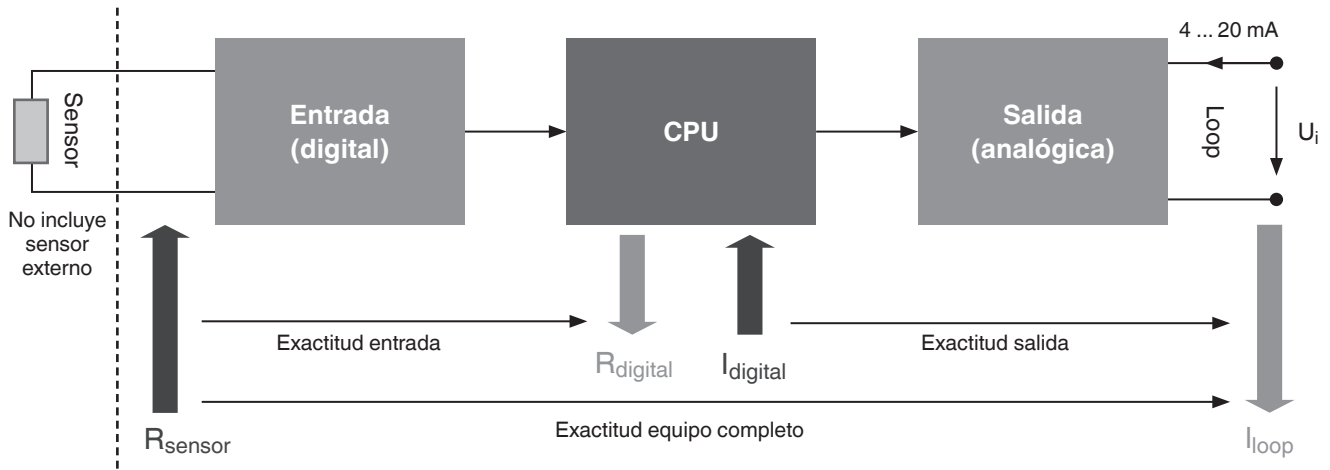 4 ... 20 mA
Sensor
Entrada
(digital)
CPU
Salida
(analógica)
Loop
Ui
No incluye
sensor
externo
Exactitud entrada
Rdigital
Idigital
Exactitud salida
Rsensor
Exactitud equipo completo
Iloop